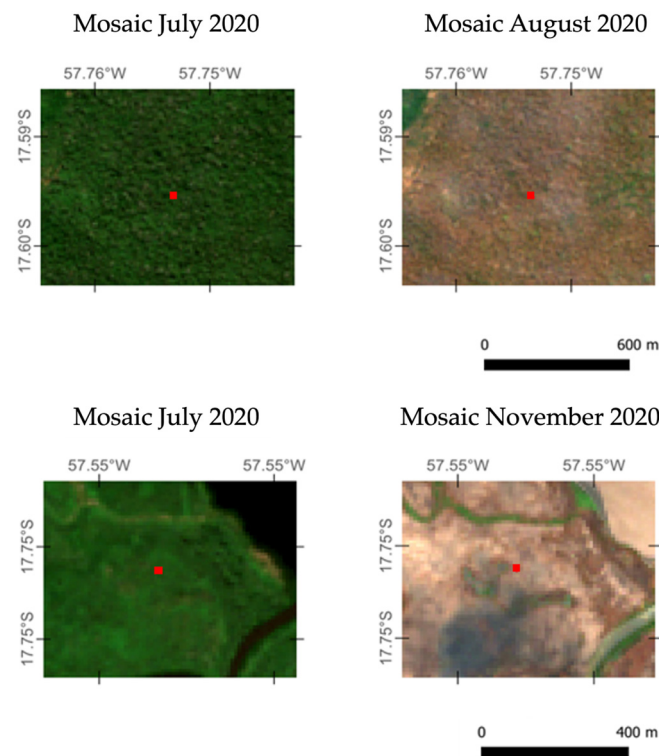 Mosaic July 2020
Mosaic August 2020
57.76°W 57.75°W
57.76°W 57.75°W
17.59°S
17.60°S
17.59°S
17.60°S
0 600 m
Mosaic July 2020
Mosaic November 2020
57.55°W 57.55°W
57.55°W 57.55°W
17.75°S
17.75°S
17.75°S
17.75°S
0 400 m